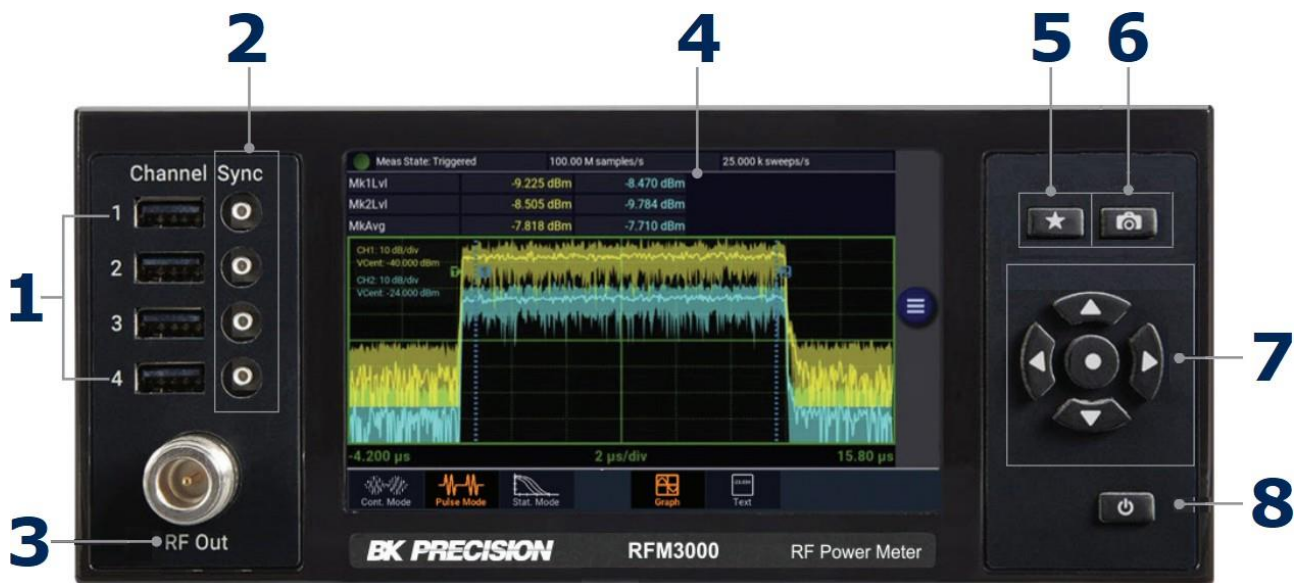 2
4
5
6
Channel Sync
1
2
3
4
1
Meas State: Triggered 100.00 M samples/s 25.000 k sweeps/s
Mk1Lvl -9.225 dBm -8.470 dBm
Mk2Lvl -8.505 dBm -9.784 dBm
MkAvg -7.818 dBm -7.710 dBm
CH1: 10 dB/div
VCent: -40.000 dBm
CH2: 10 dB/div
VCent: -24.000 dBm
-4.200 µs 2 µs/div 15.80 µs
Cont. Mode Pulse Mode Stat. Mode Graph Text
7
8
3
RF Out
BK PRECISION RFM3000 RF Power Meter